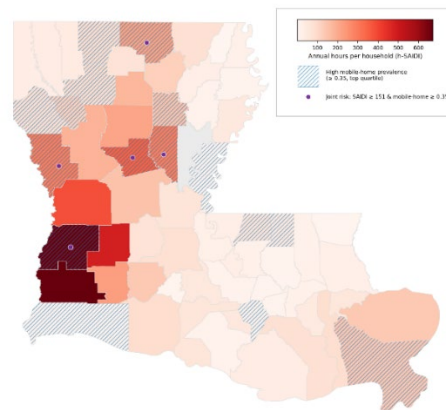 100 200 300 400 500 600
Annual hours per household (h-SAIDI)
High mobile-home prevalence
(≥ 0.35, top quartile)
Joint risk: SAIDI ≥ 151 & mobile-home ≥ 0.35